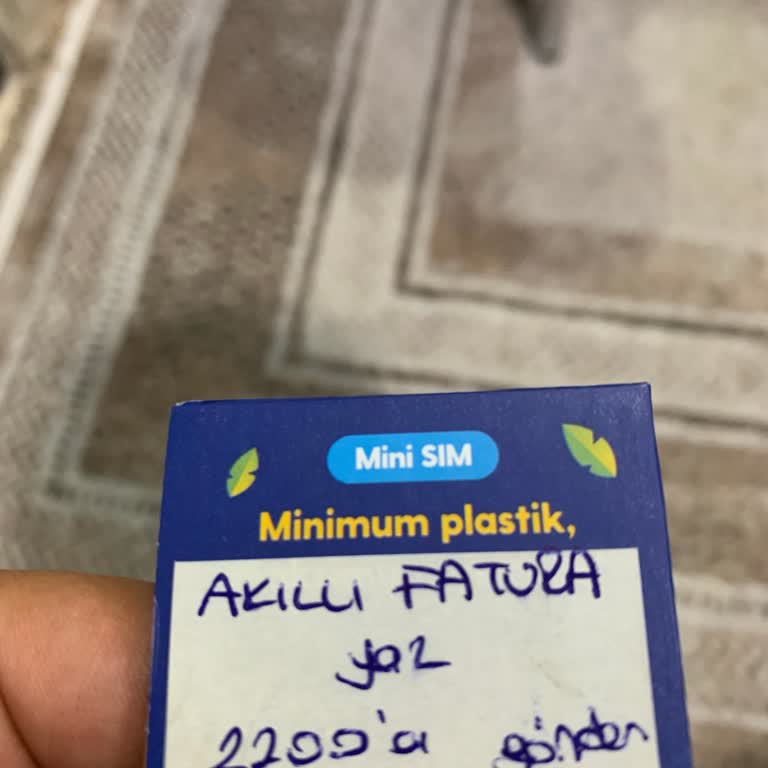 Mini SIM
Minimum plastik,
AKILLI FATURA
yaz
2200'a gönder